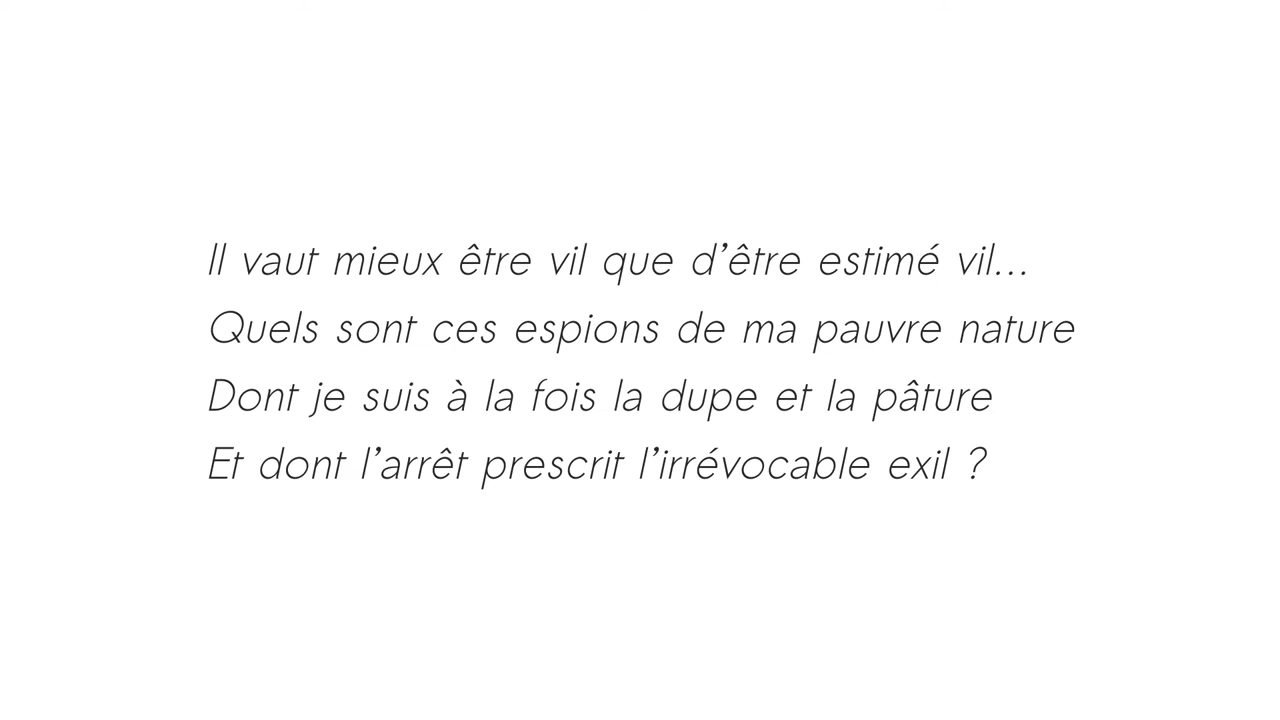 Il vaut mieux être vil que d’être estimé vil...
Quels sont ces espions de ma pauvre nature
Dont je suis à la fois la dupe et la pâture
Et dont l’arrêt prescrit l’irrévocable exil ?